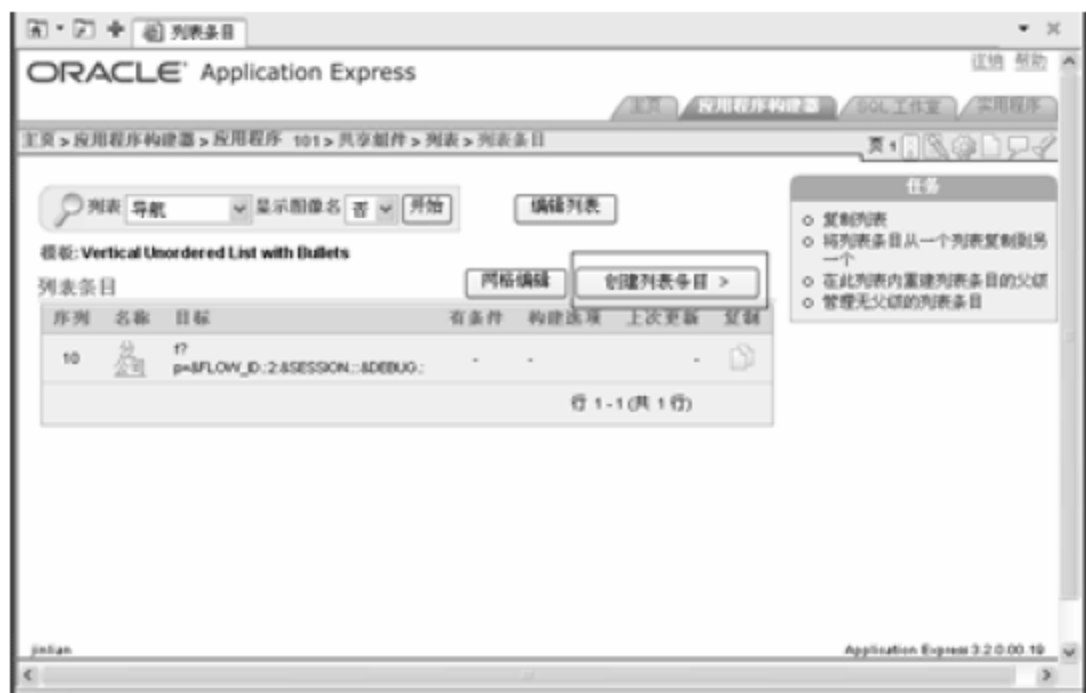 列表条目
ORACLE Application Express
注销 帮助
主页 应用程序构建器 SQL 工作室 实用程序
主页 > 应用程序构建器 > 应用程序 101 > 共享组件 > 列表 > 列表条目
页 1
列表 导航 显示图像名 否 开始
编辑列表
模板: Vertical Unordered List with Bullets
列表条目
网格编辑
创建列表条目 >
序列 名称 目标 有条件 构建选项 上次更新 复制
10 分公司 f?p=&FLOW_ID.:2:&SESSION.::&DEBUG.: - - -
行 1 - 1 (共 1 行)
任务
复制列表
将列表条目从一个列表复制到另一个
在此列表内重建列表条目的父级
管理无父级的列表条目
jinlian
Application Express 3.2.0.00.19